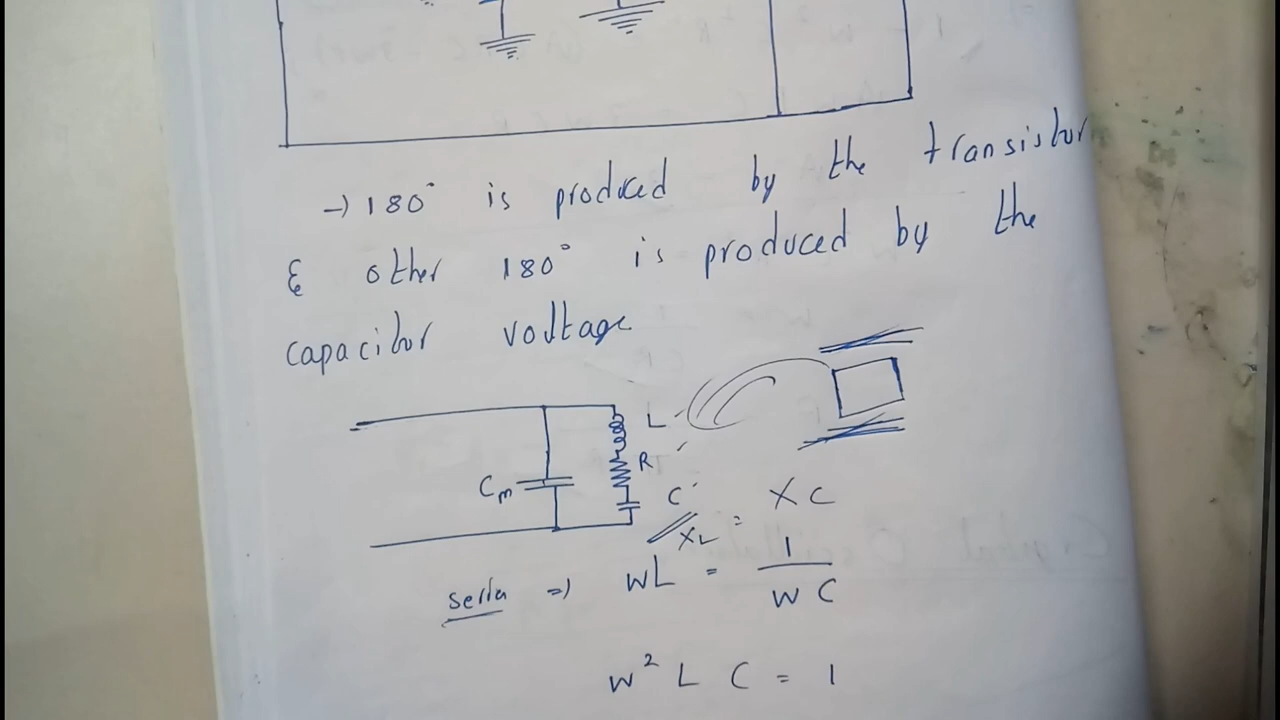 → 180° is produced by the transistor
& other 180° is produced by the
capacitor voltage
L
R
Cm
C
XL = XC
series => WL = 1 / WC
W² L C = 1